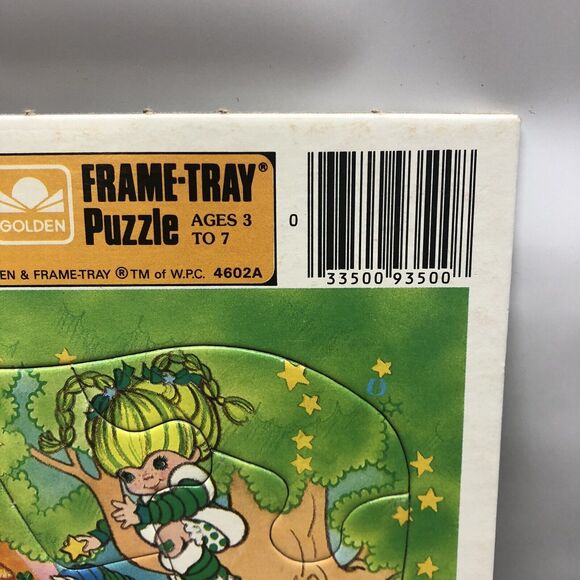 GOLDEN
FRAME-TRAY®
Puzzle AGES 3
TO 7
EN & FRAME-TRAY ® TM of W.P.C. 4602A
0
33500 93500